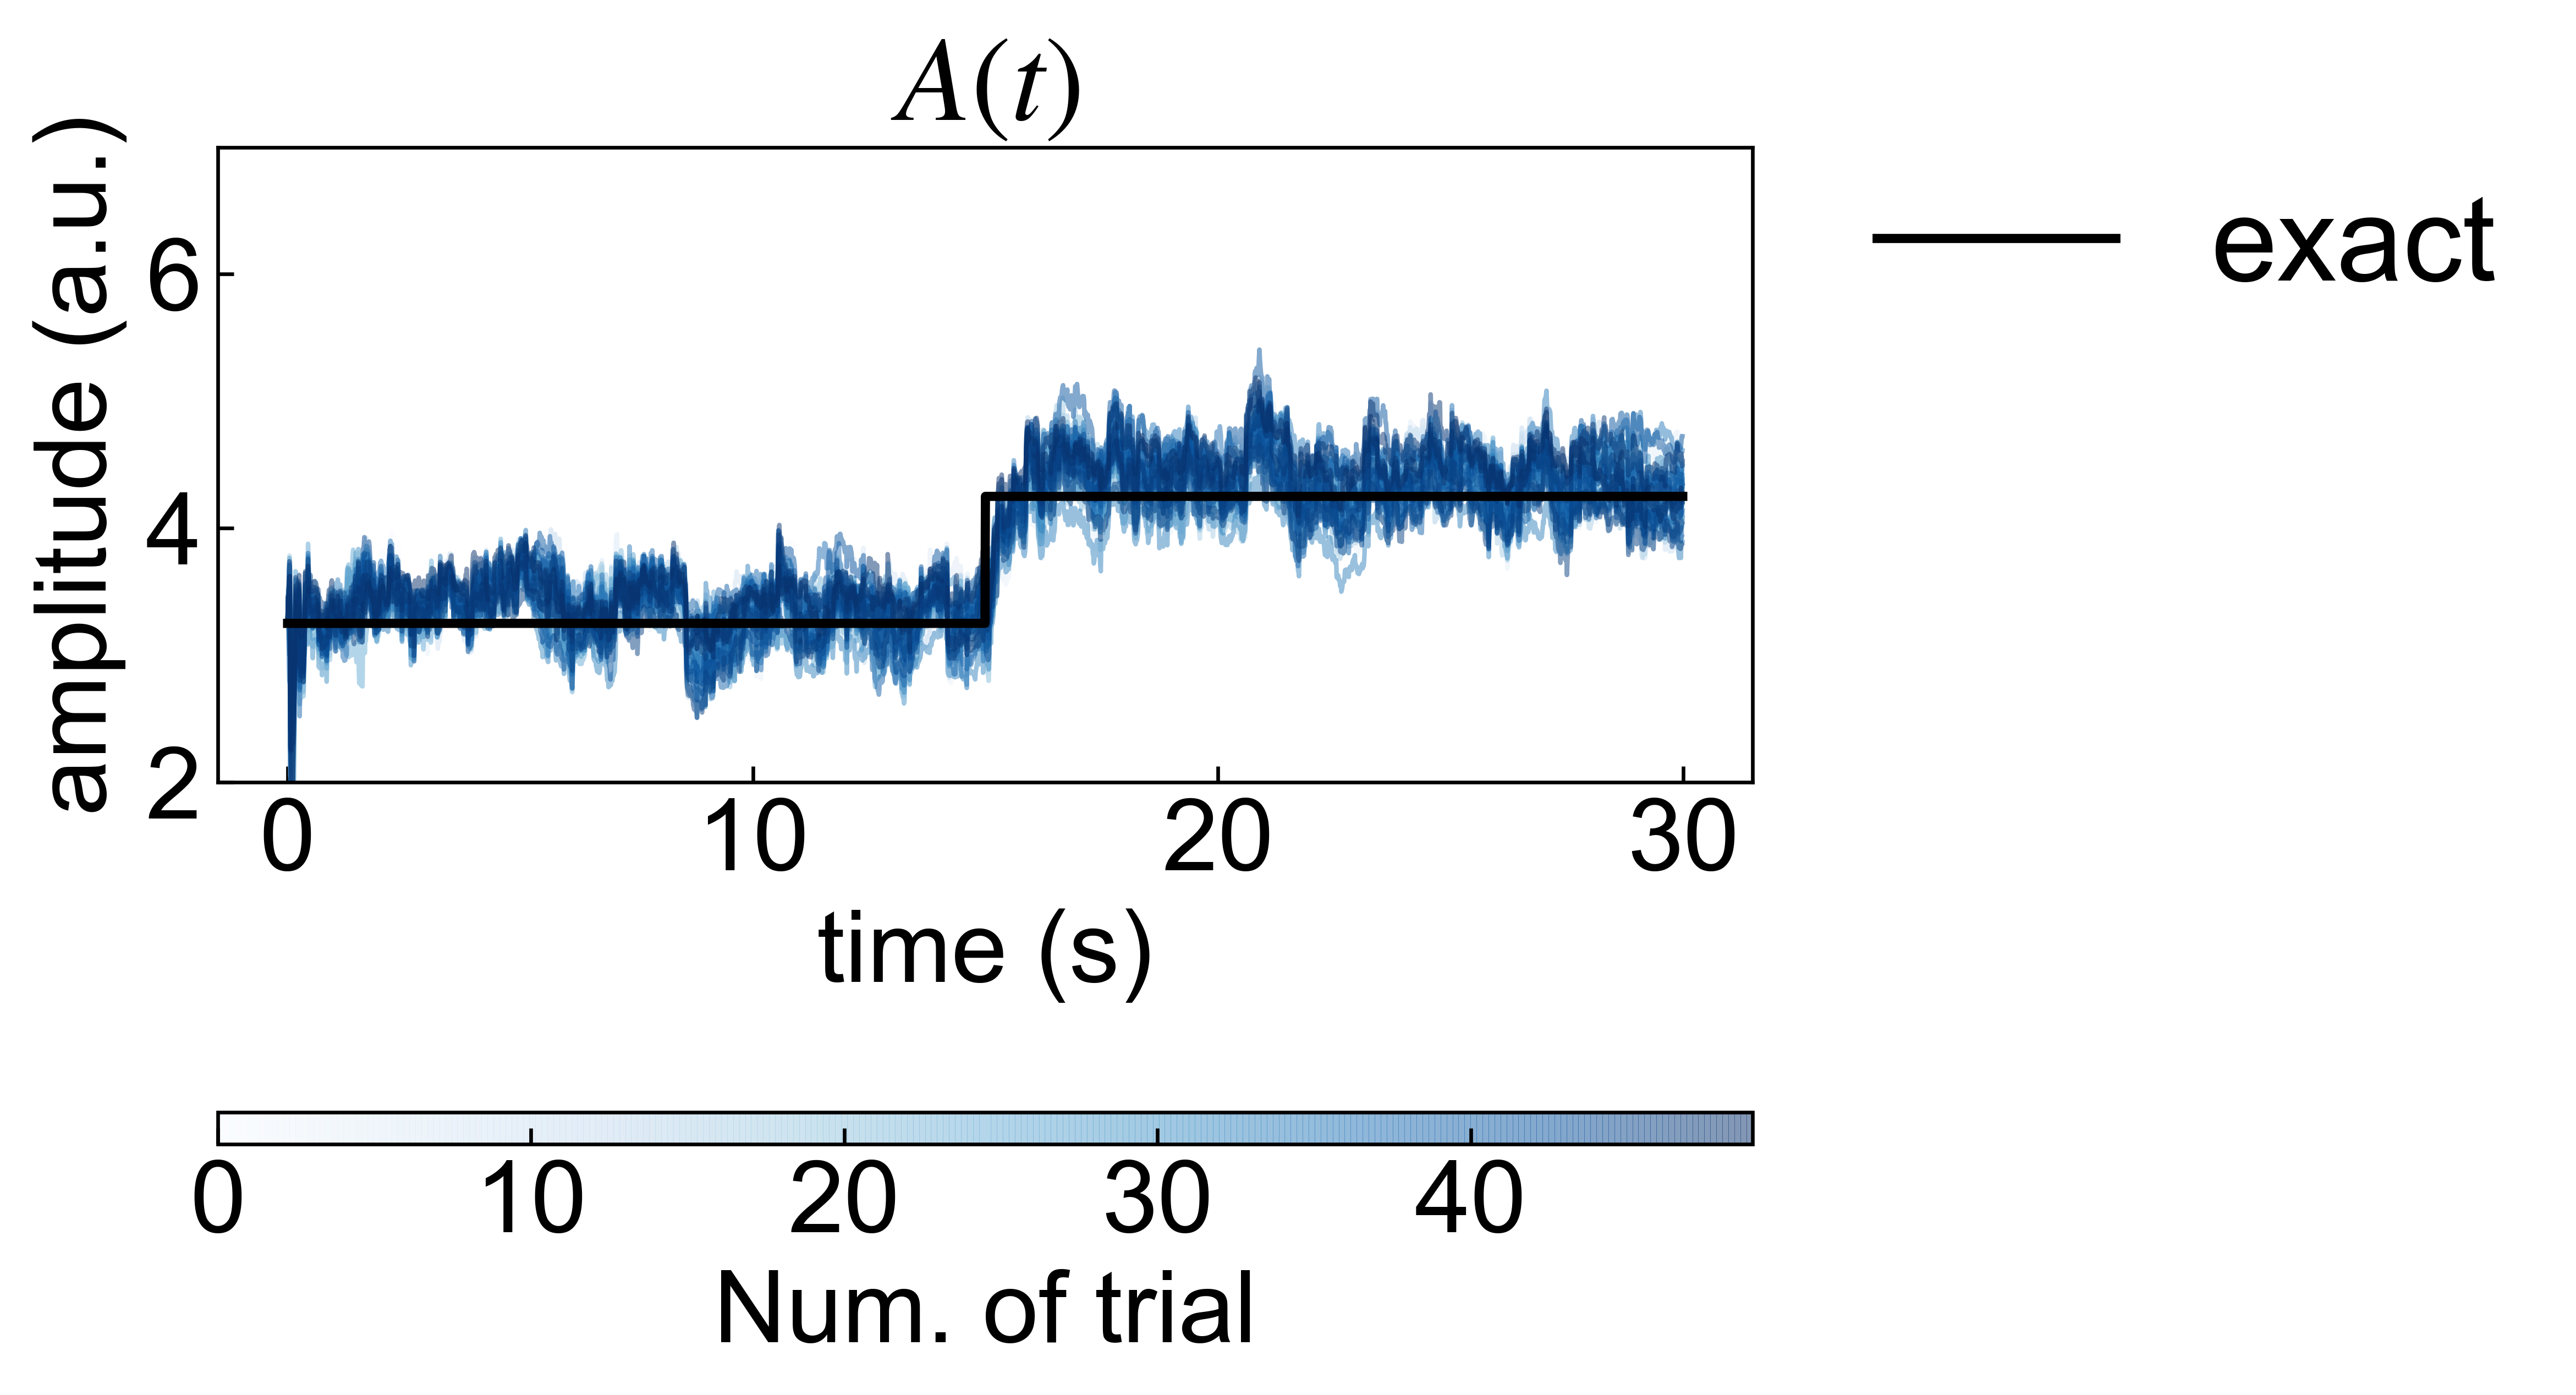 A(t)
exact
amplitude (a.u.)
6
4
2
0 10 20 30
time (s)
0 10 20 30 40
Num. of trial